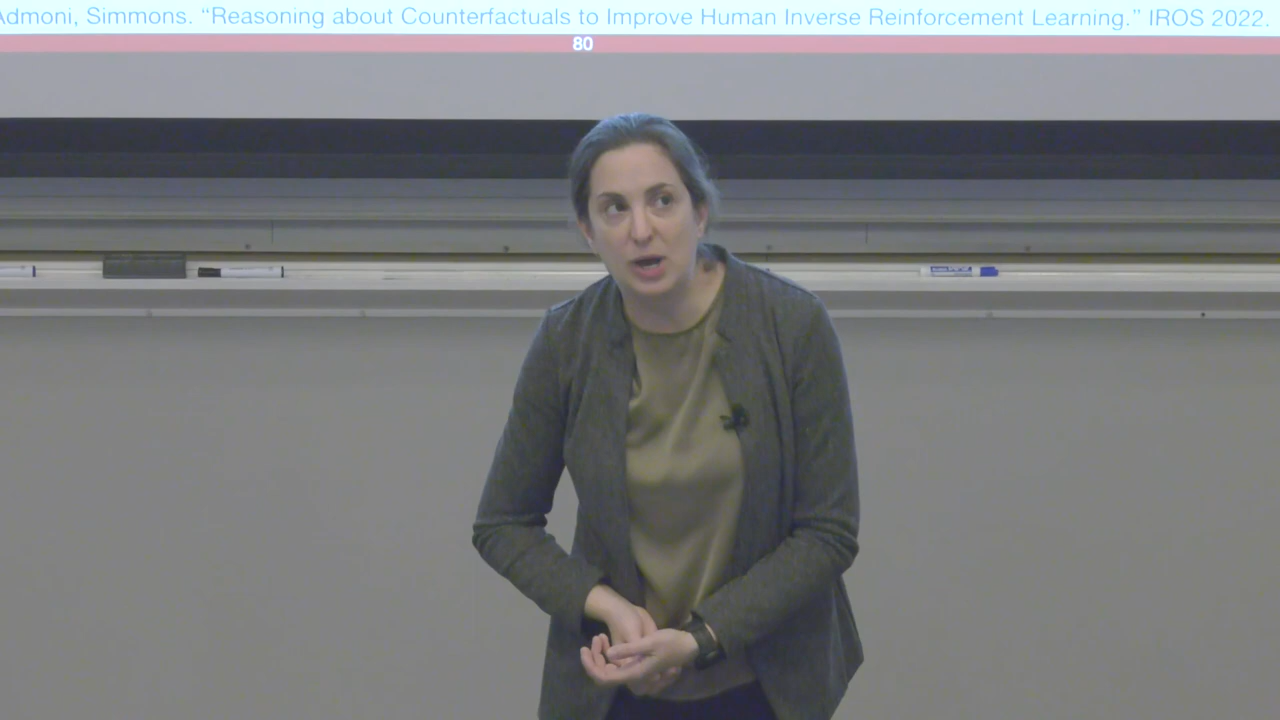 Admoni, Simmons. “Reasoning about Counterfactuals to Improve Human Inverse Reinforcement Learning.” IROS 2022.
80